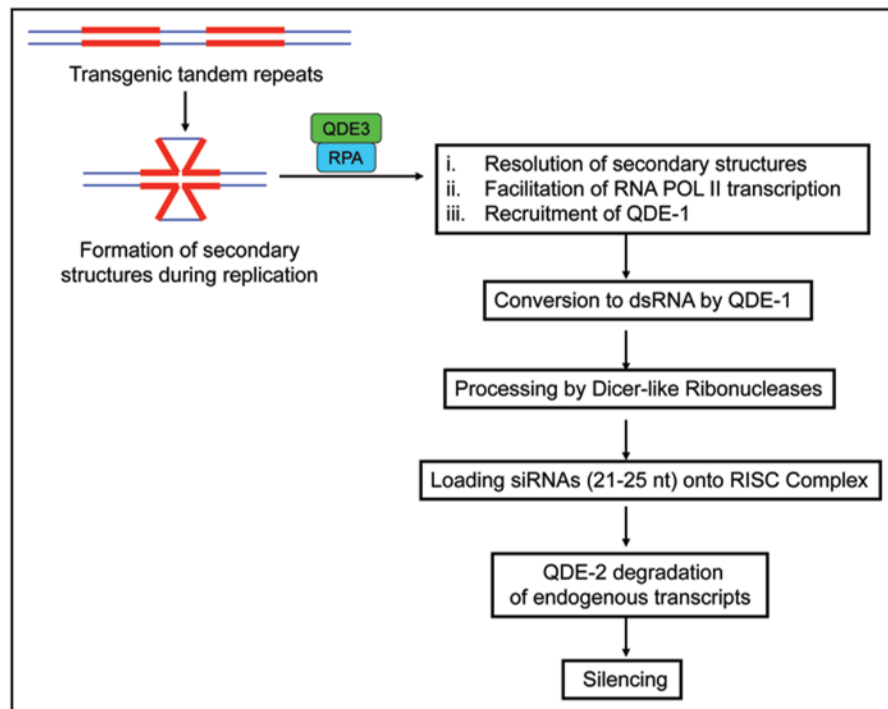 Transgenic tandem repeats
QDE3
RPA
Formation of secondary
structures during replication
i. Resolution of secondary structures
ii. Facilitation of RNA POL II transcription
iii. Recruitment of QDE-1
Conversion to dsRNA by QDE-1
Processing by Dicer-like Ribonucleases
Loading siRNAs (21-25 nt) onto RISC Complex
QDE-2 degradation
of endogenous transcripts
Silencing